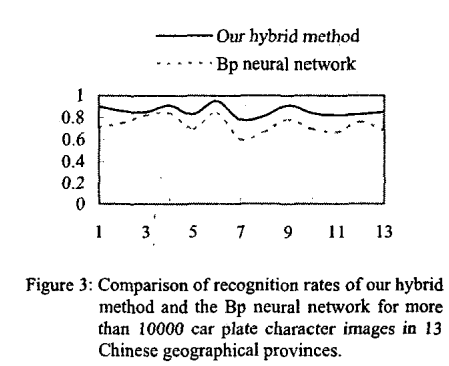 Our hybrid method
Bp neural network
1
0.8
0.6
0.4
0.2
0
1 3 5 7 9 11 13
Figure 3: Comparison of recognition rates of our hybrid
method and the Bp neural network for more
than 10000 car plate character images in 13
Chinese geographical provinces.